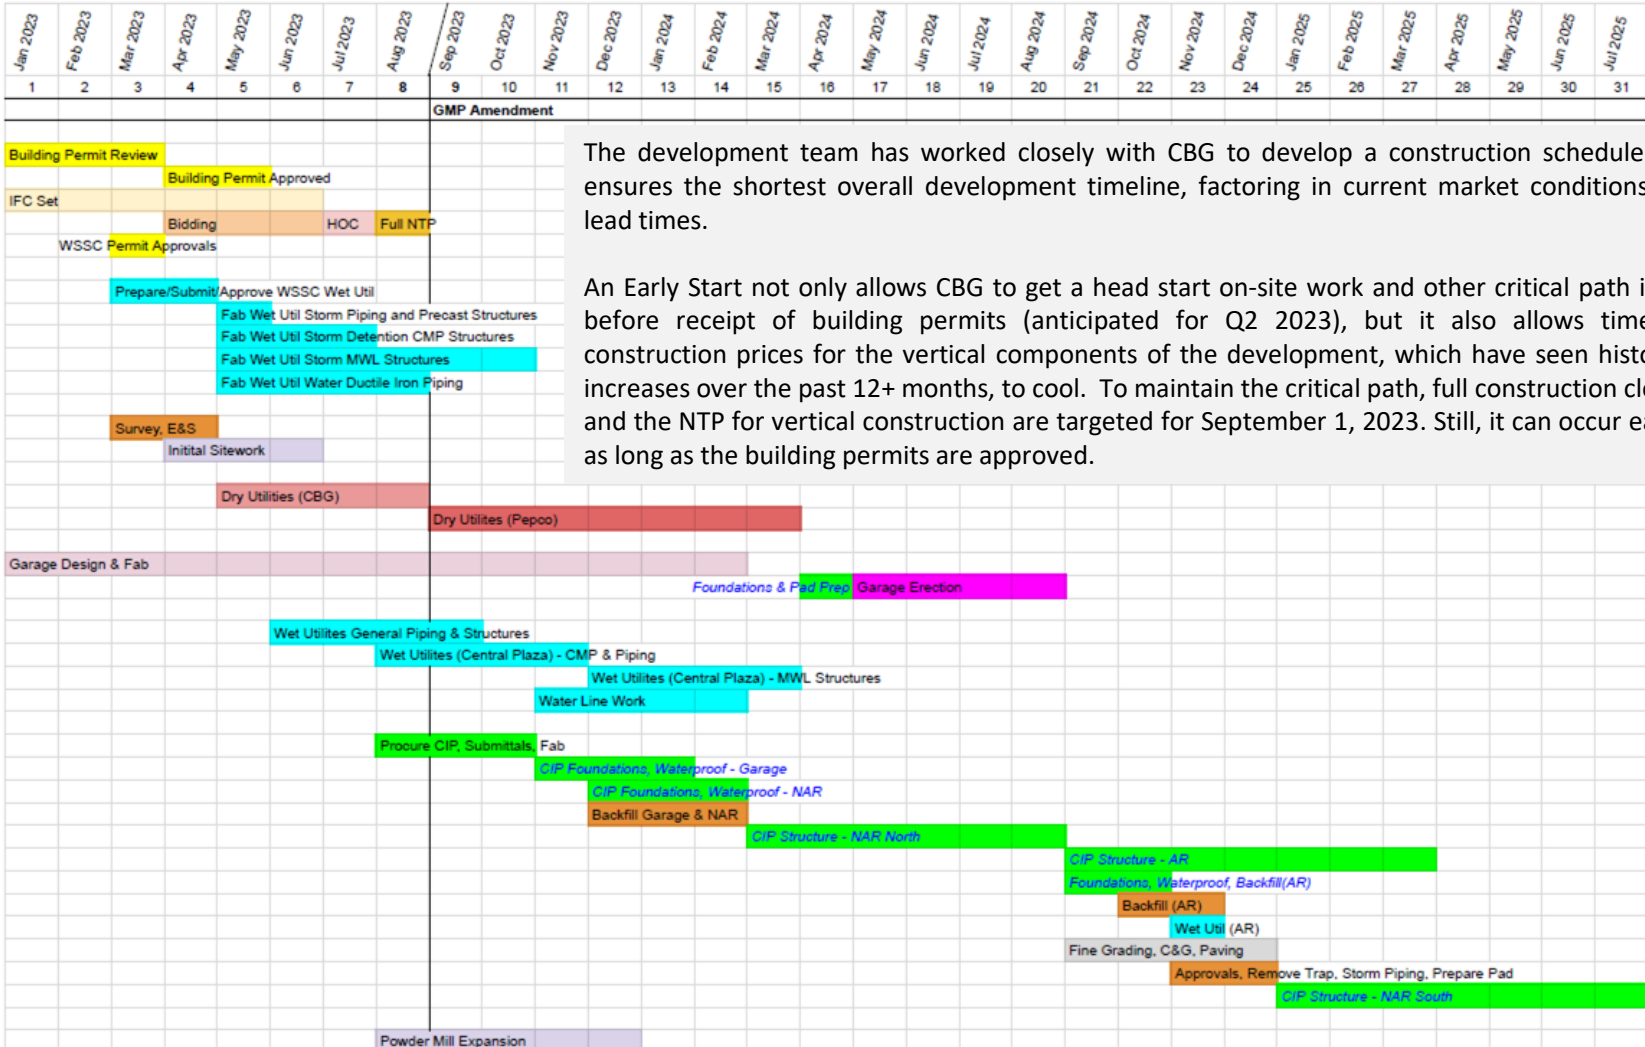 Jan 2023 Feb 2023 Mar 2023 Apr 2023 May 2023 Jun 2023 Jul 2023 Aug 2023 Sep 2023 Oct 2023 Nov 2023 Dec 2023 Jan 2024 Feb 2024 Mar 2024 Apr 2024 May 2024 Jun 2024 Jul 2024 Aug 2024 Sep 2024 Oct 2024 Nov 2024 Dec 2024 Jan 2025 Feb 2025 Mar 2025 Apr 2025 May 2025 Jun 2025 Jul 2025
1 2 3 4 5 6 7 8 9 10 11 12 13 14 15 16 17 18 19 20 21 22 23 24 25 26 27 28 29 30 31
GMP Amendment
Building Permit Review
Building Permit Approved
IFC Set
Bidding HOC Full NTP
WSSC Permit Approvals
Prepare/Submit/Approve WSSC Wet Util
Fab Wet Util Storm Piping and Precast Structures
Fab Wet Util Storm Detention CMP Structures
Fab Wet Util Storm MWL Structures
Fab Wet Util Water Ductile Iron Piping
Survey, E&S
Initital Sitework
The development team has worked closely with CBG to develop a construction schedule
ensures the shortest overall development timeline, factoring in current market conditions
lead times.
An Early Start not only allows CBG to get a head start on-site work and other critical path i
before receipt of building permits (anticipated for Q2 2023), but it also allows time
construction prices for the vertical components of the development, which have seen histo
increases over the past 12+ months, to cool. To maintain the critical path, full construction clo
and the NTP for vertical construction are targeted for September 1, 2023. Still, it can occur ea
as long as the building permits are approved.
Dry Utilities (CBG)
Dry Utilites (Pepco)
Garage Design & Fab
Foundations & Pad Prep Garage Erection
Wet Utilites General Piping & Structures
Wet Utilites (Central Plaza) - CMP & Piping
Wet Utilites (Central Plaza) - MWL Structures
Water Line Work
Procure CIP, Submittals, Fab
CIP Foundations, Waterproof - Garage
CIP Foundations, Waterproof - NAR
Backfill Garage & NAR
CIP Structure - NAR North
CIP Structure - AR
Foundations, Waterproof, Backfill(AR)
Backfill (AR)
Wet Util (AR)
Fine Grading, C&G, Paving
Approvals, Remove Trap, Storm Piping, Prepare Pad
CIP Structure - NAR South
Powder Mill Expansion